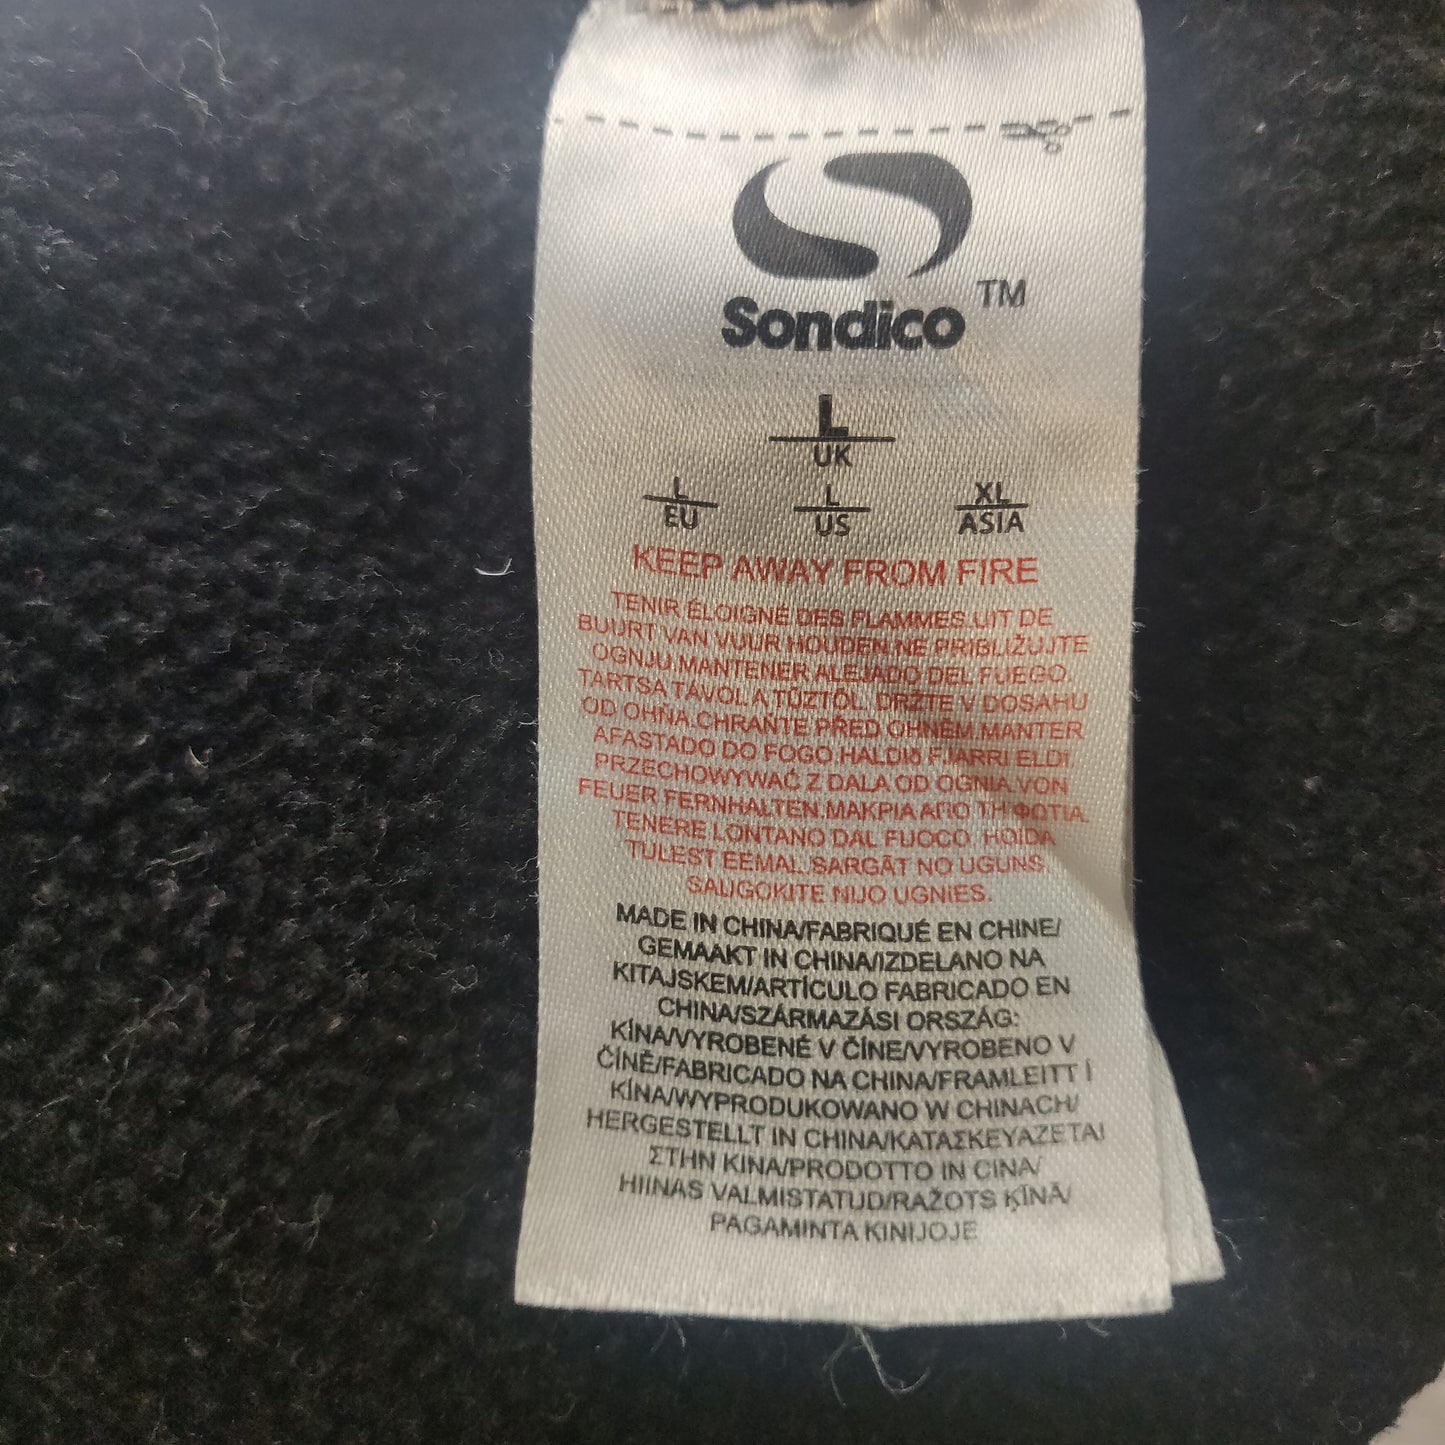 Sondico™
L
UK
L
EU
L
US
XL
ASIA
KEEP AWAY FROM FIRE
TENIR ÉLOIGNÉ DES FLAMMES.UIT DE
BUURT VAN VUUR HOUDEN.NE PRIBLIŽUJTE
OGNJU.MANTENER ALEJADO DEL FUEGO.
TARTSA TÁVOL A TŰZTŐL. DRŽTE V DOSAHU
OD OHŇA.CHRAŇTE PŘED OHNĚM.MANTER
AFASTADO DO FOGO.HALDIð FJARRI ELDI
PRZECHOWYWAĆ Z DALA OD OGNIA.VON
FEUER FERNHALTEN.ΜΑΚΡΙΑ ΑΠΟ ΤΗ ΦΩΤΙΑ.
TENERE LONTANO DAL FUOCO. HOIDA
TULEST EEMAL.SARGĀT NO UGUNS.
SAUGOKITE NUO UGNIES.
MADE IN CHINA/FABRIQUÉ EN CHINE/
GEMAAKT IN CHINA/IZDELANO NA
KITAJSKEM/ARTÍCULO FABRICADO EN
CHINA/SZÁRMAZÁSI ORSZÁG:
KÍNA/VYROBENÉ V ČÍNE/VYROBENO V
ČÍNĚ/FABRICADO NA CHINA/FRAMLEITT Í
KÍNA/WYPRODUKOWANO W CHINACH/
HERGESTELLT IN CHINA/ΚΑΤΑΣΚΕΥΑΖΕΤΑΙ
ΣΤΗΝ ΚΙΝΑ/PRODOTTO IN CINA/
HIINAS VALMISTATUD/RAŽOTS ĶĪNĀ/
PAGAMINTA KINIJOJE